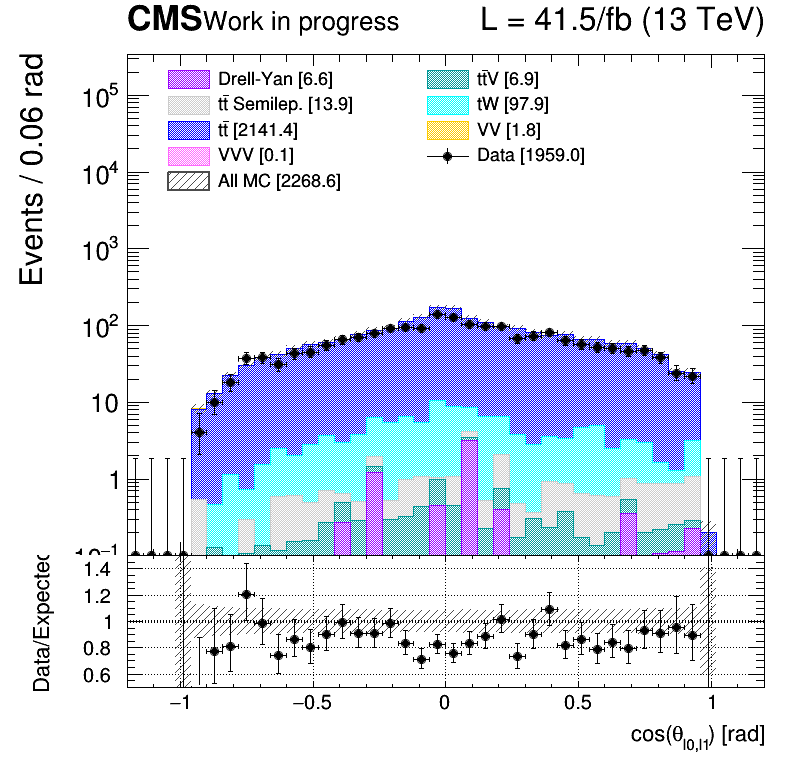 CMS Work in progress L = 41.5/fb (13 TeV)
Events / 0.06 rad
Drell-Yan [6.6] tt̄V [6.9]
tt̄ Semilep. [13.9] tW [97.9]
tt̄ [2141.4] VV [1.8]
VVV [0.1] Data [1959.0]
All MC [2268.6]
10⁵
10⁴
10³
10²
10
1
10⁻¹
Data/Expected
1.4
1.2
1
0.8
0.6
−1 −0.5 0 0.5 1
cos(θl0,l1) [rad]